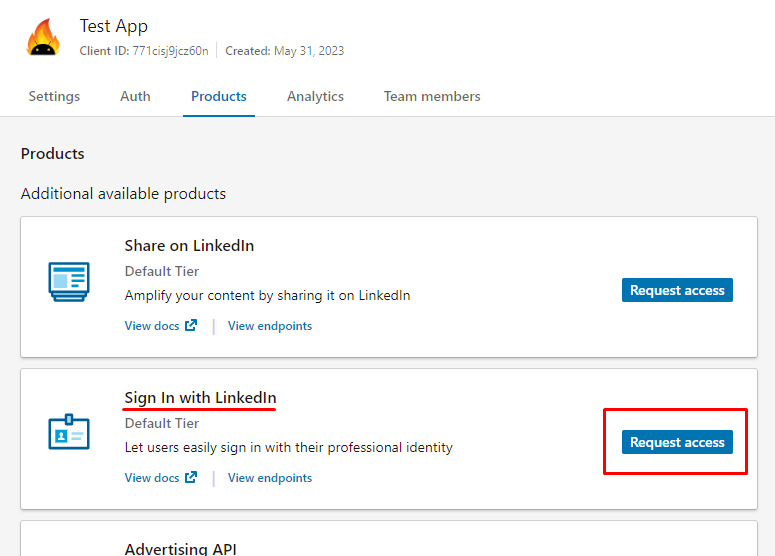 Test App
Client ID: 771cisj9jcz60n Created: May 31, 2023
Settings Auth Products Analytics Team members
Products
Additional available products
Share on LinkedIn
Default Tier
Amplify your content by sharing it on LinkedIn
Request access
View docs View endpoints
Sign In with LinkedIn
Default Tier
Let users easily sign in with their professional identity
Request access
View docs View endpoints
Advertising API